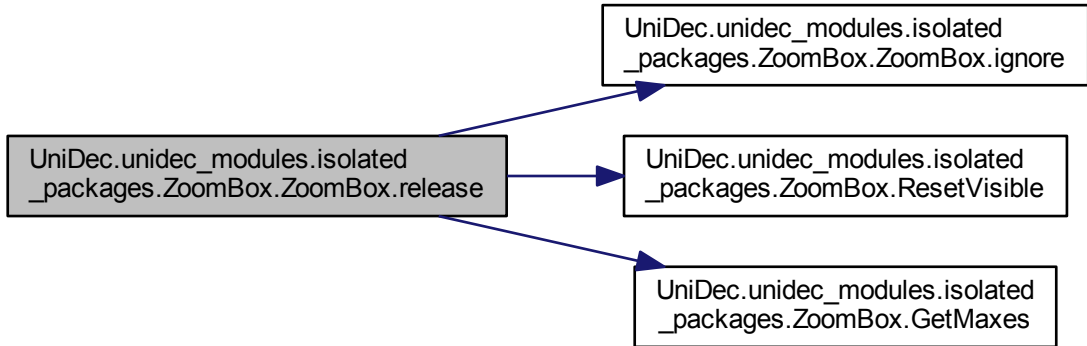 UniDec.unidec_modules.isolated
_packages.ZoomBox.ZoomBox.ignore
UniDec.unidec_modules.isolated
_packages.ZoomBox.ZoomBox.release
UniDec.unidec_modules.isolated
_packages.ZoomBox.ResetVisible
UniDec.unidec_modules.isolated
_packages.ZoomBox.GetMaxes